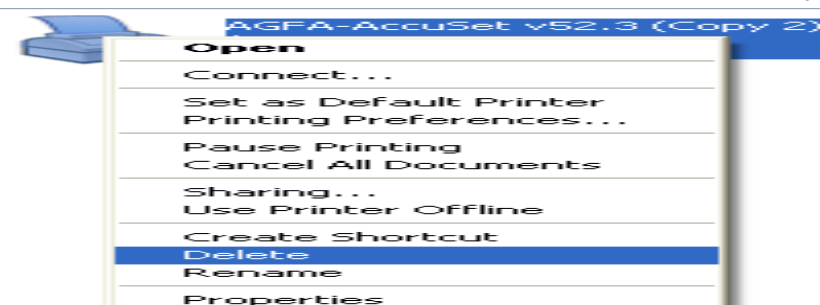 AGFA-AccuSet v52.3 (Copy 2)
Open
Connect...
Set as Default Printer
Printing Preferences...
Pause Printing
Cancel All Documents
Sharing...
Use Printer Offline
Create Shortcut
Delete
Rename
Properties